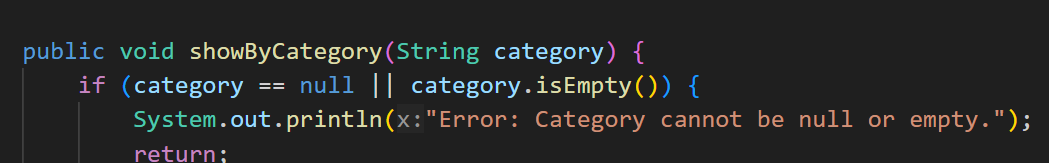 public void showByCategory(String category) {
if (category == null || category.isEmpty()) {
System.out.println(x:"Error: Category cannot be null or empty.");
return;